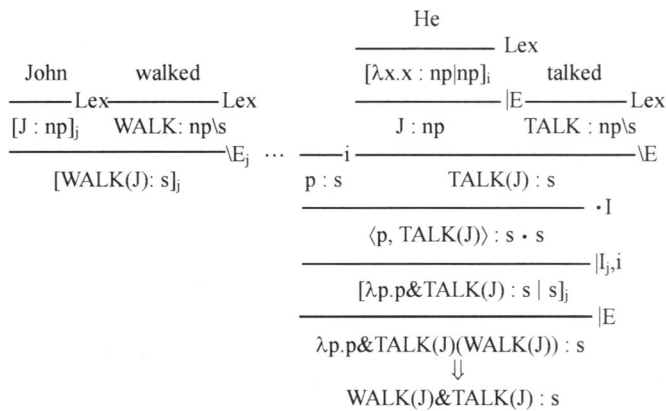 He
Lex
John walked [λx.x : np|np]ᵢ talked
Lex Lex |E Lex
[J : np]ⱼ WALK: np\s J : np TALK : np\s
\Eⱼ … i \E
[WALK(J): s]ⱼ p : s TALK(J) : s
· I
⟨p, TALK(J)⟩ : s · s
|Iⱼ,i
[λp.p&TALK(J) : s | s]ⱼ
|E
λp.p&TALK(J)(WALK(J)) : s
⇓
WALK(J)&TALK(J) : s